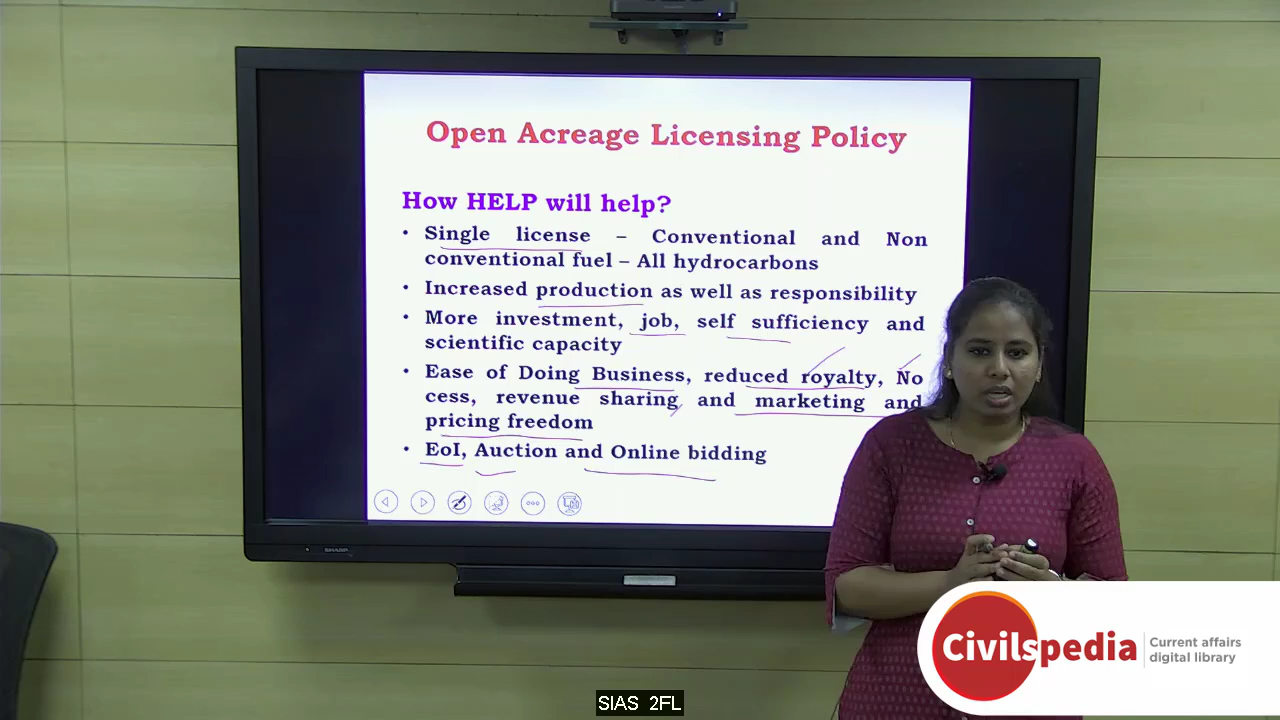 Open Acreage Licensing Policy
How HELP will help?
• Single license – Conventional and Non
conventional fuel – All hydrocarbons
• Increased production as well as responsibility
• More investment, job, self sufficiency and
scientific capacity
• Ease of Doing Business, reduced royalty, No
cess, revenue sharing and marketing and
pricing freedom
• EoI, Auction and Online bidding
SHARP
Civilspedia
Current affairs
digital library
SIAS 2FL